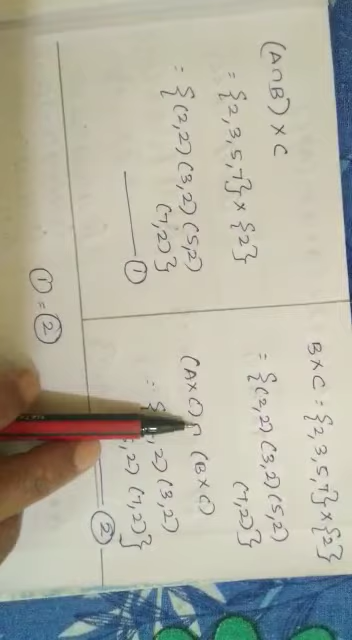 (A∩B) × C
= {2, 3, 5, 7} × {2}
= {(2,2) (3,2) (5,2)
(7,2)}
①
B×C = {2, 3, 5, 7} × {2}
= {(2,2) (3,2) (5,2)
(7,2)}
(A×C) ∩ (B×C)
= { 2) (3,2)
,2) (7,2)}
②
① = ②